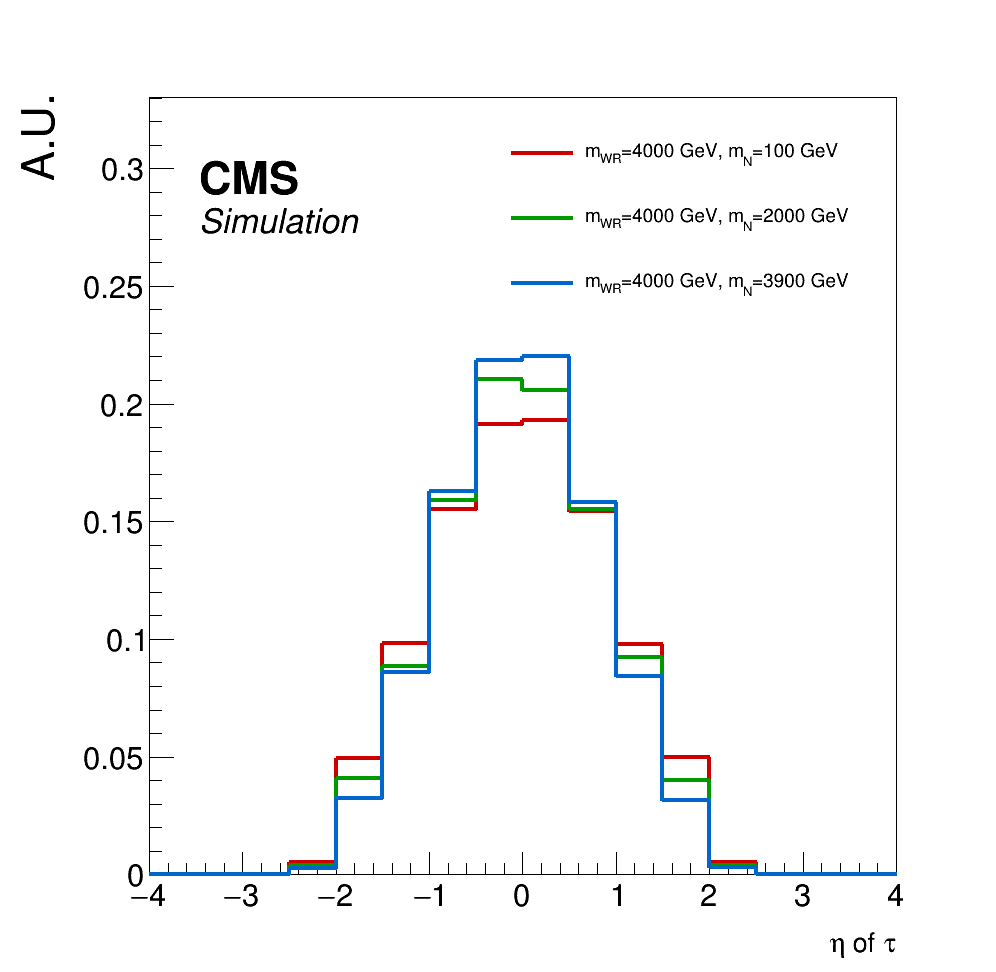 A.U.
CMS
Simulation
m_WR=4000 GeV, m_N=100 GeV
m_WR=4000 GeV, m_N=2000 GeV
m_WR=4000 GeV, m_N=3900 GeV
0.3
0.25
0.2
0.15
0.1
0.05
0
−4 −3 −2 −1 0 1 2 3 4
η of τ